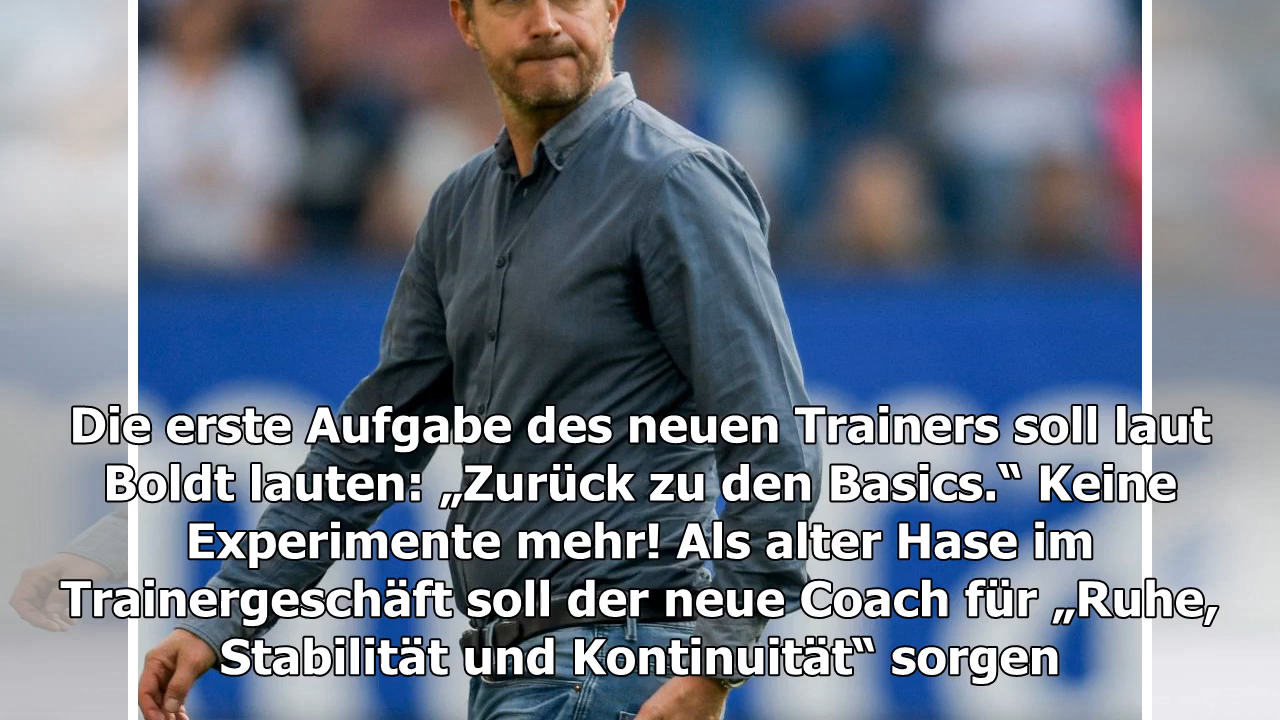 Die erste Aufgabe des neuen Trainers soll laut
Boldt lauten: „Zurück zu den Basics.“ Keine
Experimente mehr! Als alter Hase im
Trainergeschäft soll der neue Coach für „Ruhe,
Stabilität und Kontinuität“ sorgen